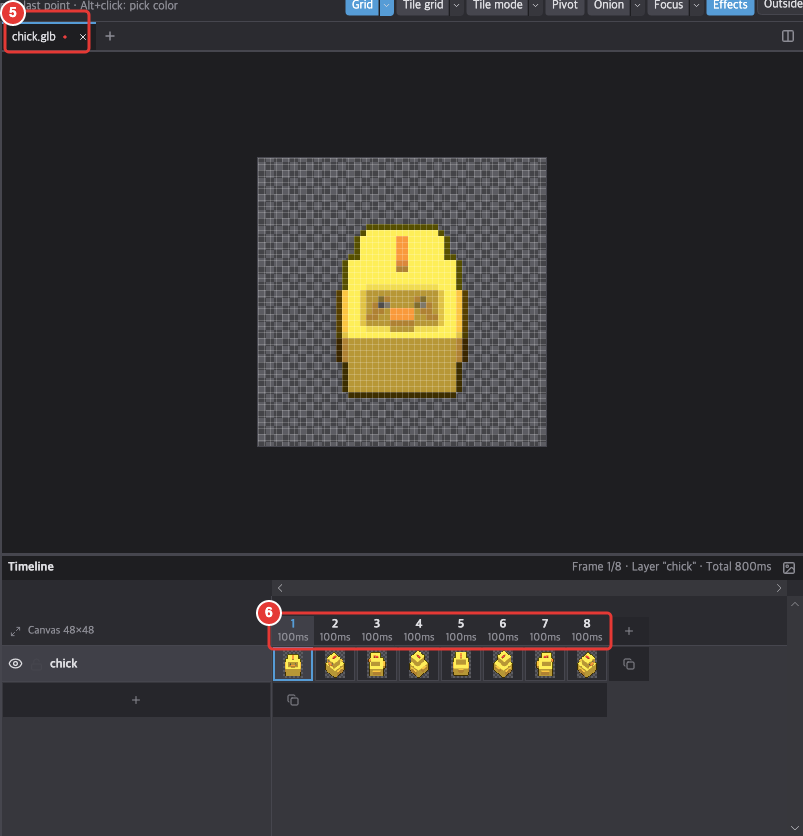 5
last point · Alt+click: pick color
Grid Tile grid Tile mode Pivot Onion Focus Effects Outside
chick.glb
Timeline
Frame 1/8 · Layer "chick" · Total 800ms
6
Canvas 48×48
1 2 3 4 5 6 7 8
100ms 100ms 100ms 100ms 100ms 100ms 100ms 100ms
chick